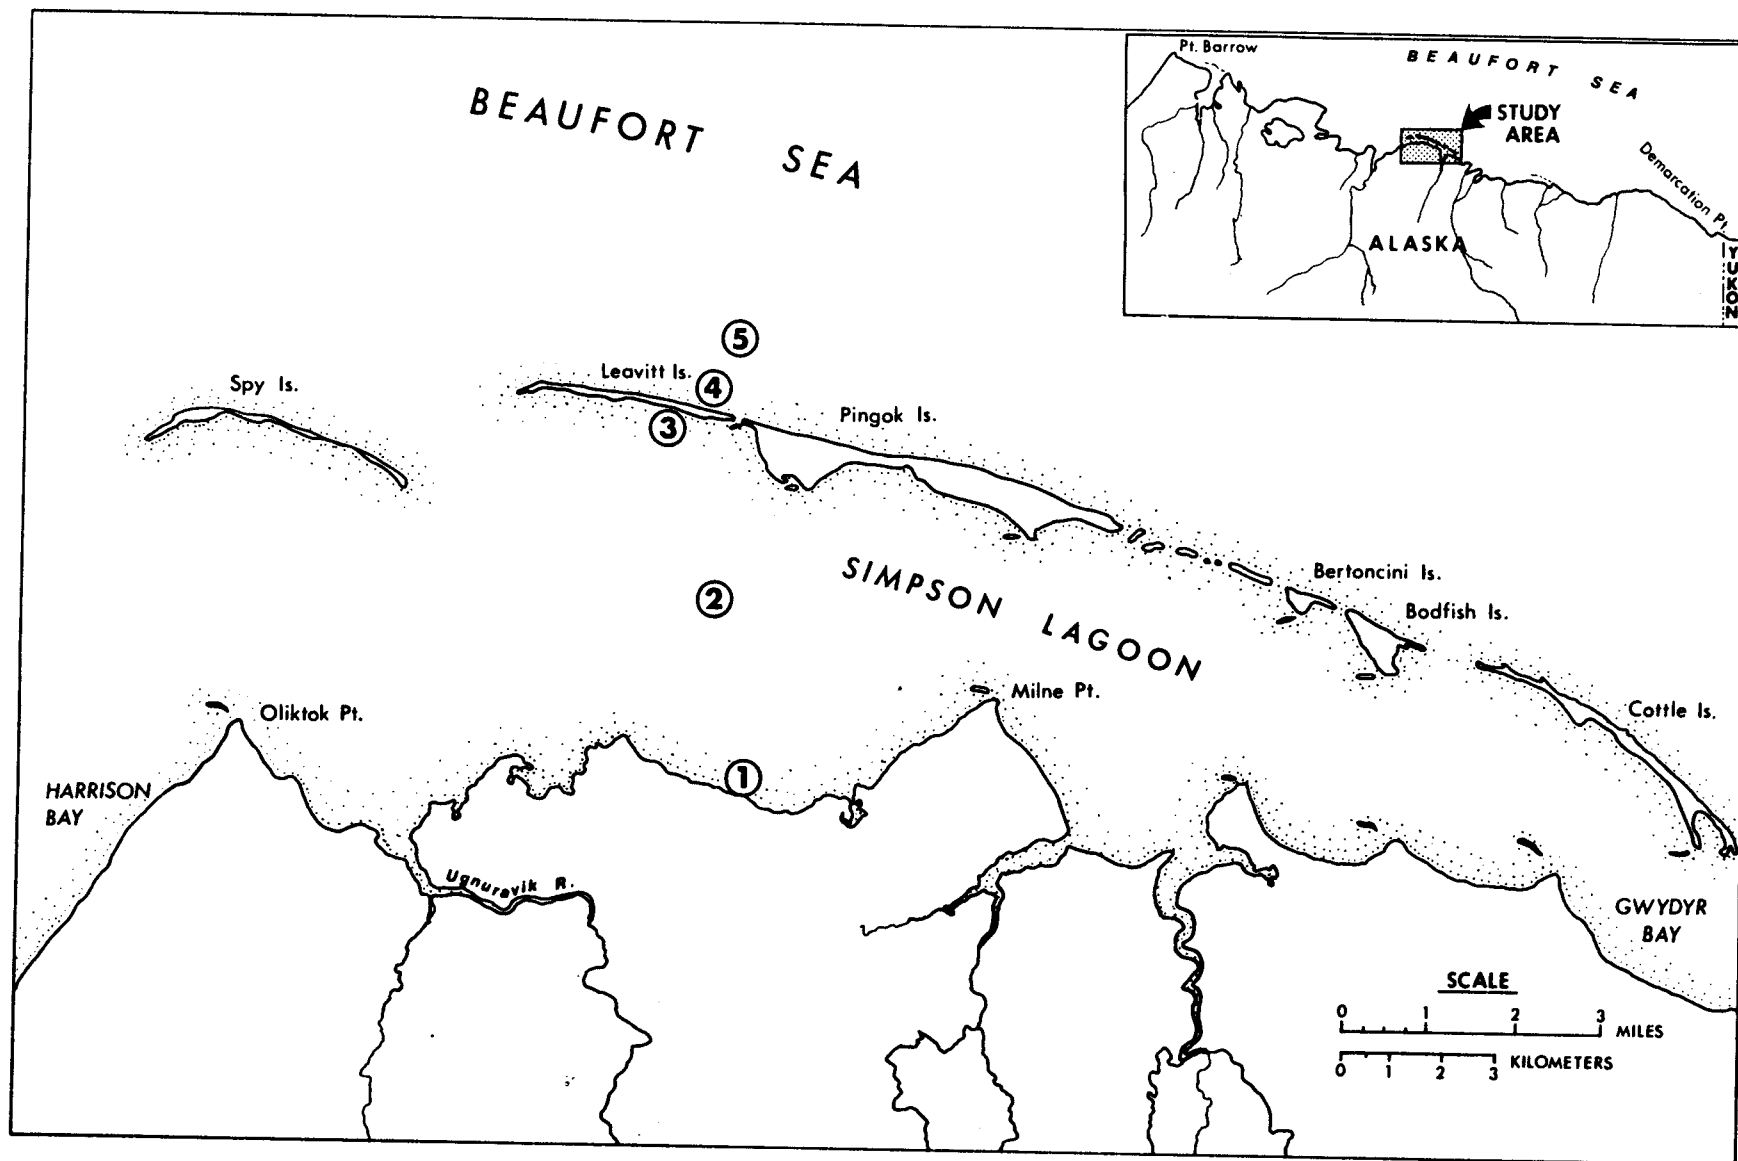 Pt. Barrow
BEAUFORT SEA
STUDY
AREA
Demarcation Pt.
ALASKA
YUKON
BEAUFORT SEA
5
Leavitt Is.
4
Spy Is.
3
Pingok Is.
SIMPSON LAGOON
Bertoncini Is.
2
Bodfish Is.
Milne Pt.
Oliktok Pt.
Cottle Is.
1
HARRISON
BAY
Ugnuravik R.
GWYDYR
BAY
SCALE
0 1 2 3 MILES
0 1 2 3 KILOMETERS